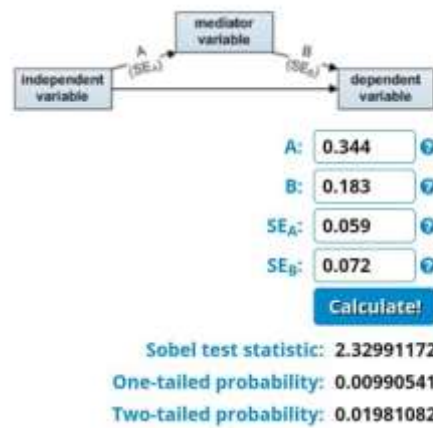 mediator
variable
A
(SEA)
B
(SEB)
independent
variable
dependent
variable
A: 0.344 ?
B: 0.183 ?
SEA: 0.059 ?
SEB: 0.072 ?
Calculate!
Sobel test statistic: 2.32991172
One-tailed probability: 0.00990541
Two-tailed probability: 0.01981082